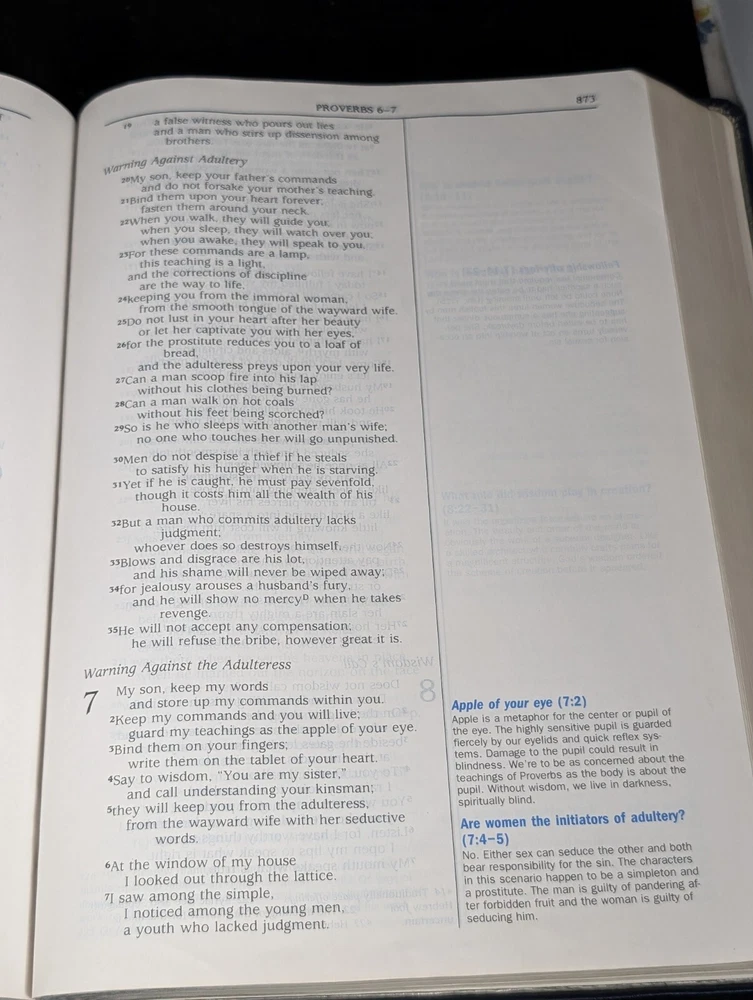 PROVERBS 6–7
873
19 a false witness who pours out lies
and a man who stirs up dissension among
brothers.
Warning Against Adultery
20My son, keep your father's commands
and do not forsake your mother's teaching.
21Bind them upon your heart forever;
fasten them around your neck.
22When you walk, they will guide you;
when you sleep, they will watch over you;
when you awake, they will speak to you.
23For these commands are a lamp,
this teaching is a light,
and the corrections of discipline
are the way to life,
24keeping you from the immoral woman,
from the smooth tongue of the wayward wife.
25Do not lust in your heart after her beauty
or let her captivate you with her eyes,
26for the prostitute reduces you to a loaf of
bread,
and the adulteress preys upon your very life.
27Can a man scoop fire into his lap
without his clothes being burned?
28Can a man walk on hot coals
without his feet being scorched?
29So is he who sleeps with another man's wife;
no one who touches her will go unpunished.
30Men do not despise a thief if he steals
to satisfy his hunger when he is starving.
31Yet if he is caught, he must pay sevenfold,
though it costs him all the wealth of his
house.
32But a man who commits adultery lacks
judgment;
whoever does so destroys himself.
33Blows and disgrace are his lot,
and his shame will never be wiped away;
34for jealousy arouses a husband's fury,
and he will show no mercyD when he takes
revenge.
35He will not accept any compensation;
he will refuse the bribe, however great it is.
Warning Against the Adulteress
7 My son, keep my words
and store up my commands within you.
2Keep my commands and you will live;
guard my teachings as the apple of your eye.
3Bind them on your fingers;
write them on the tablet of your heart.
4Say to wisdom, "You are my sister,"
and call understanding your kinsman;
5they will keep you from the adulteress,
from the wayward wife with her seductive
words.
6At the window of my house
I looked out through the lattice.
7I saw among the simple,
I noticed among the young men,
a youth who lacked judgment.
Apple of your eye (7:2)
Apple is a metaphor for the center or pupil of
the eye. The highly sensitive pupil is guarded
fiercely by our eyelids and quick reflex sys-
tems. Damage to the pupil could result in
blindness. We're to be as concerned about the
teachings of Proverbs as the body is about the
pupil. Without wisdom, we live in darkness,
spiritually blind.
Are women the initiators of adultery?
(7:4–5)
No. Either sex can seduce the other and both
bear responsibility for the sin. The characters
in this scenario happen to be a simpleton and
a prostitute. The man is guilty of pandering af-
ter forbidden fruit and the woman is guilty of
seducing him.